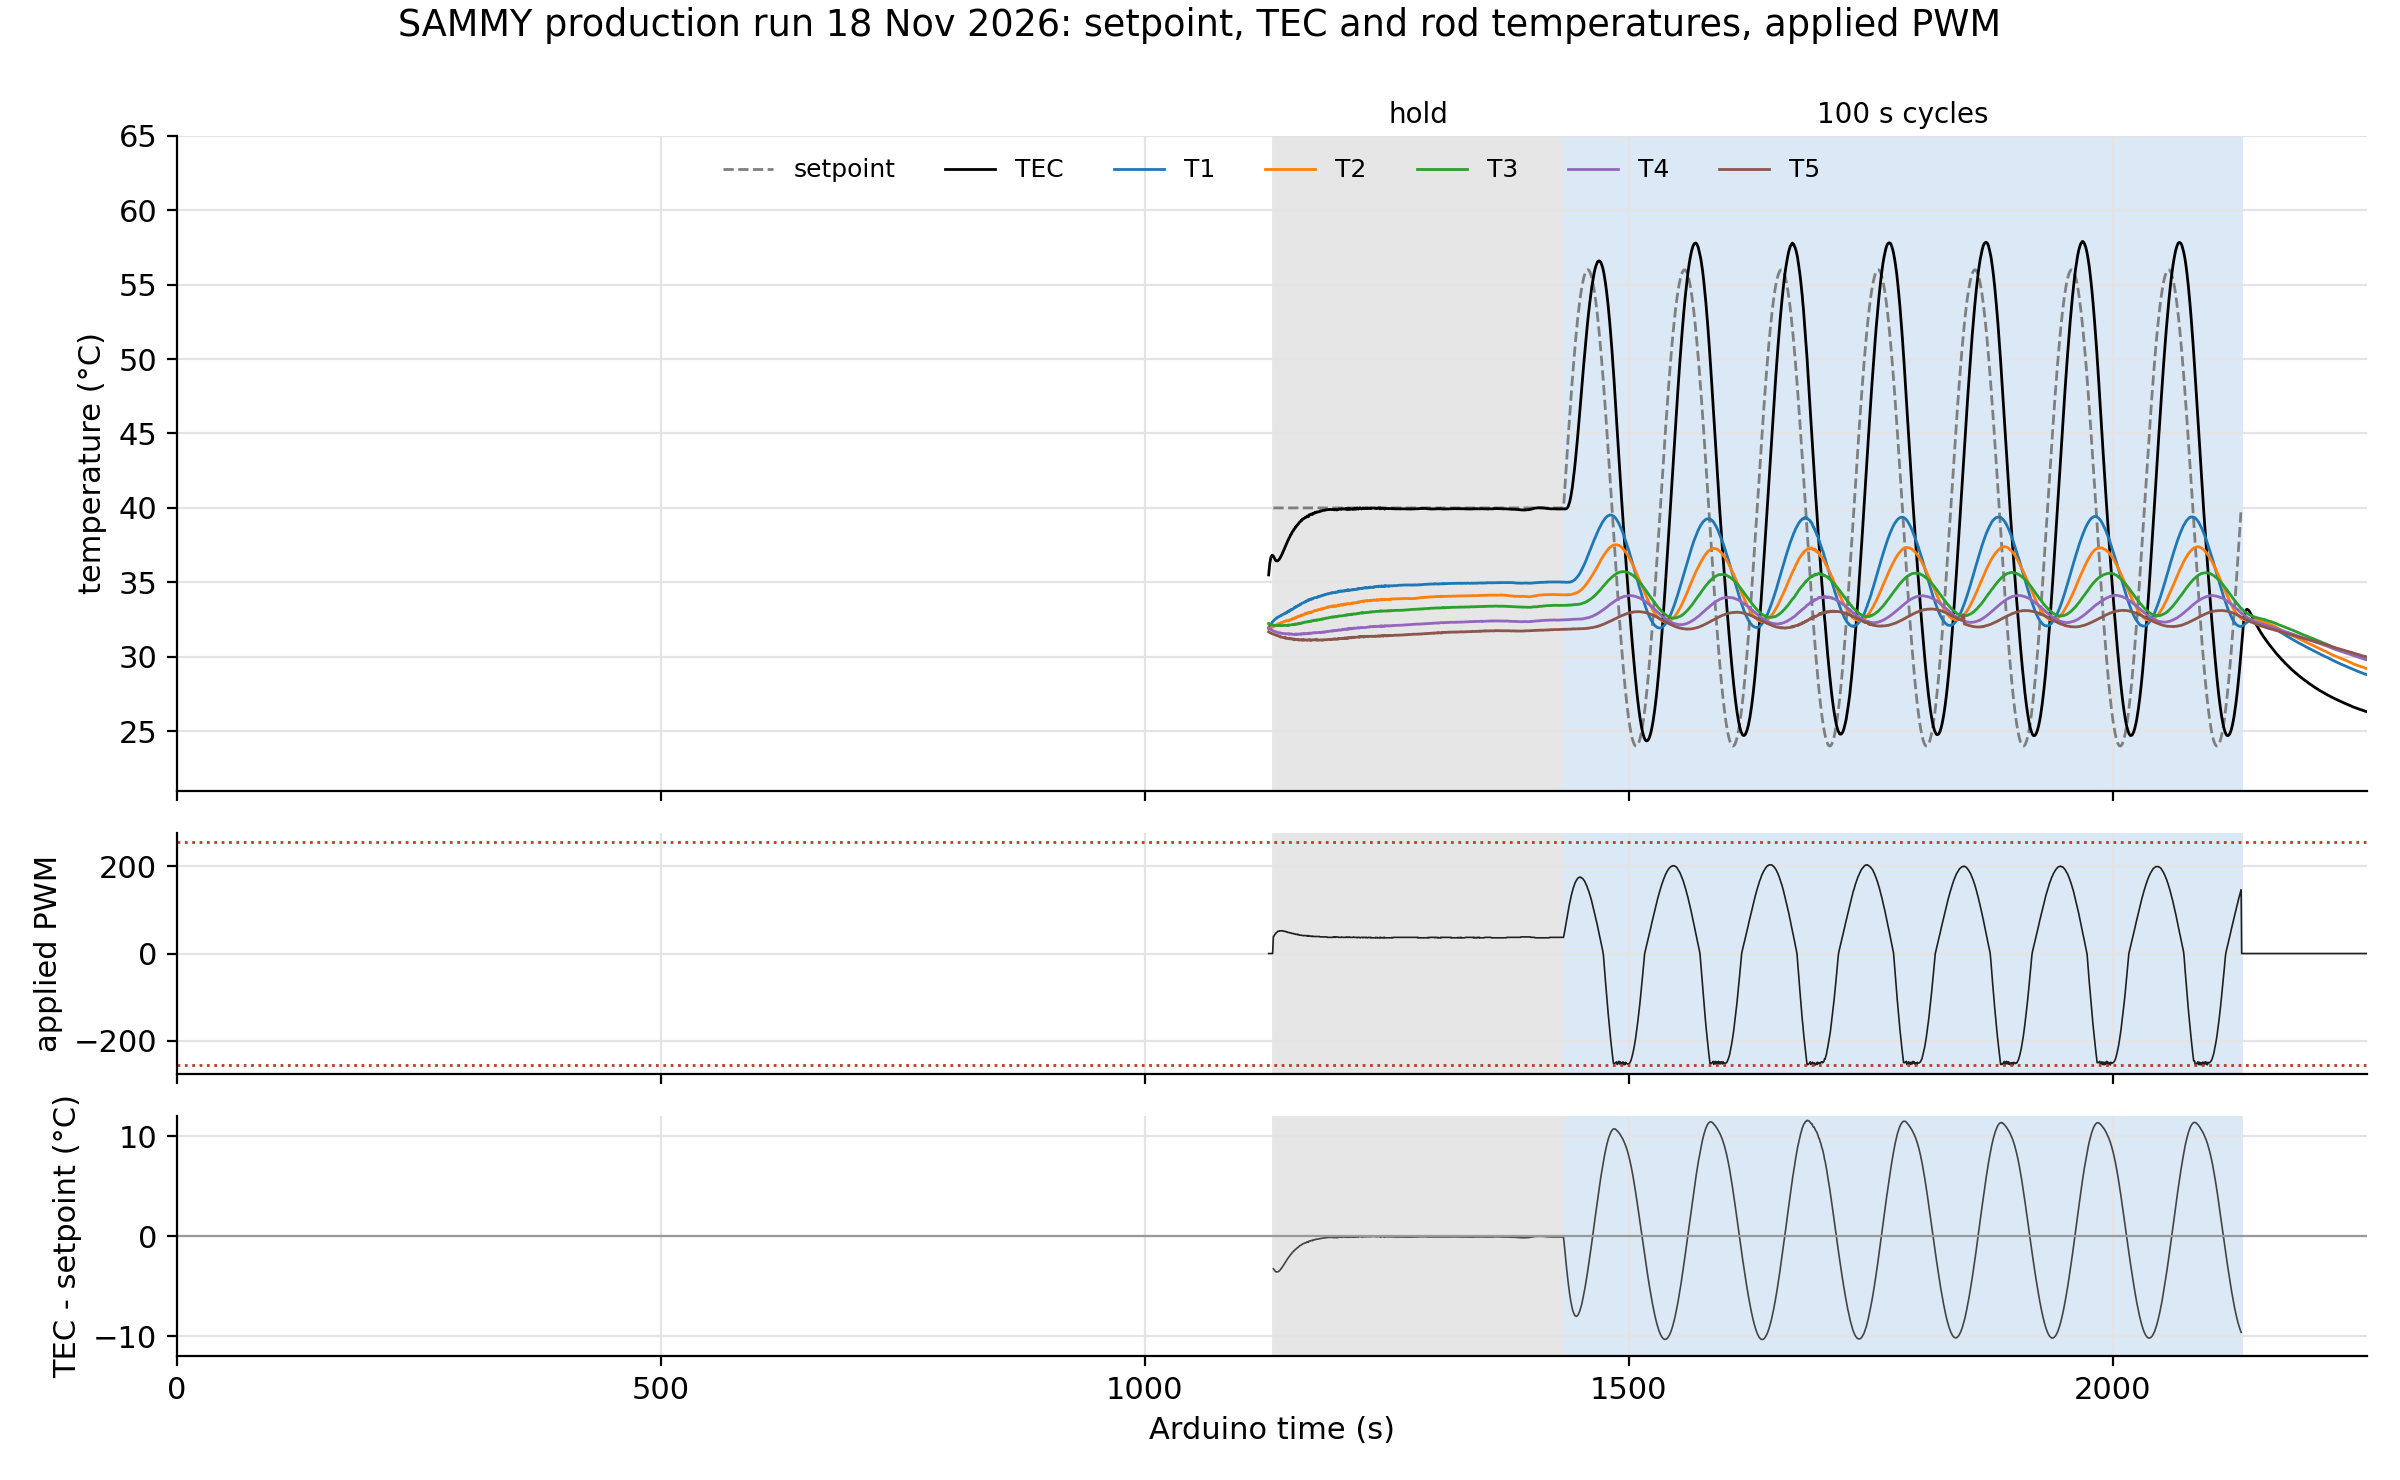 SAMMY production run 18 Nov 2026: setpoint, TEC and rod temperatures, applied PWM
hold
100 s cycles
setpoint
TEC
T1
T2
T3
T4
T5
temperature (°C)
65
60
55
50
45
40
35
30
25
applied PWM
200
0
−200
TEC - setpoint (°C)
10
0
−10
0
500
1000
1500
2000
Arduino time (s)